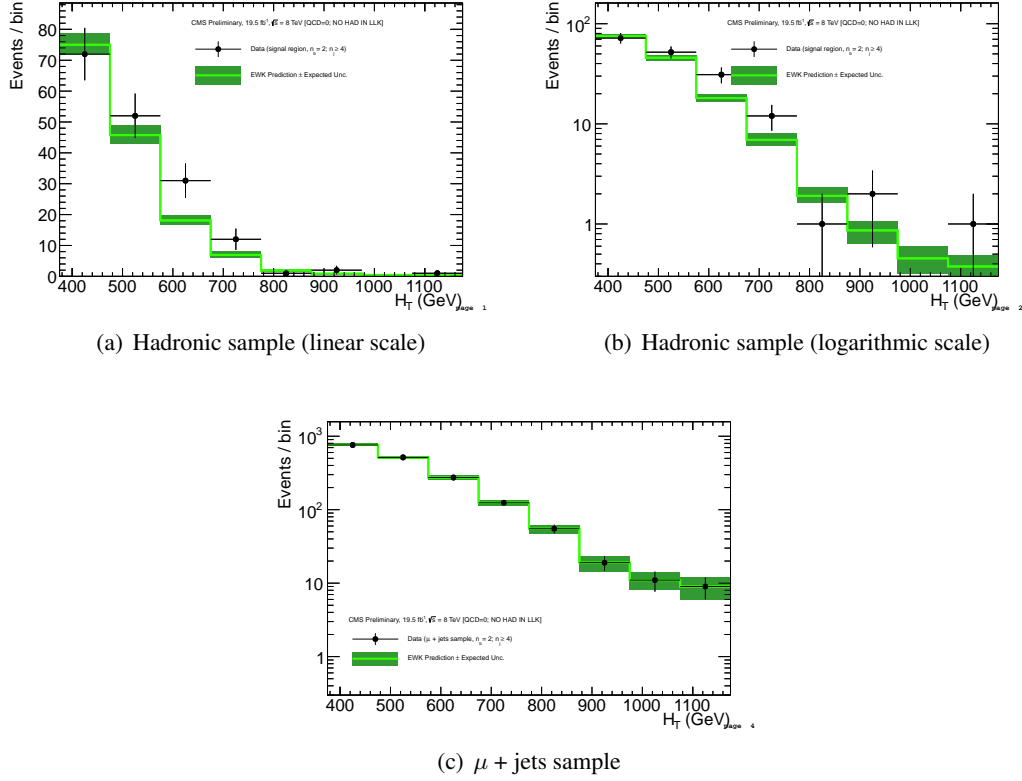 CMS Preliminary, 19.5 fb¹, √s = 8 TeV [QCD=0; NO HAD IN LLK]
Data (signal region, n_b = 2; n_j ≥ 4)
EWK Prediction ± Expected Unc.
Events / bin
80
70
60
50
40
30
20
10
0
400 500 600 700 800 900 1000 1100
H_T (GeV)
page 1
(a) Hadronic sample (linear scale)
CMS Preliminary, 19.5 fb¹, √s = 8 TeV [QCD=0; NO HAD IN LLK]
Data (signal region, n_b = 2; n_j ≥ 4)
EWK Prediction ± Expected Unc.
Events / bin
10²
10
1
400 500 600 700 800 900 1000 1100
H_T (GeV)
page 2
(b) Hadronic sample (logarithmic scale)
Events / bin
10³
10²
10
1
CMS Preliminary, 19.5 fb¹, √s = 8 TeV [QCD=0; NO HAD IN LLK]
Data (μ + jets sample, n_b = 2; n_j ≥ 4)
EWK Prediction ± Expected Unc.
400 500 600 700 800 900 1000 1100
H_T (GeV)
page 4
(c) μ + jets sample